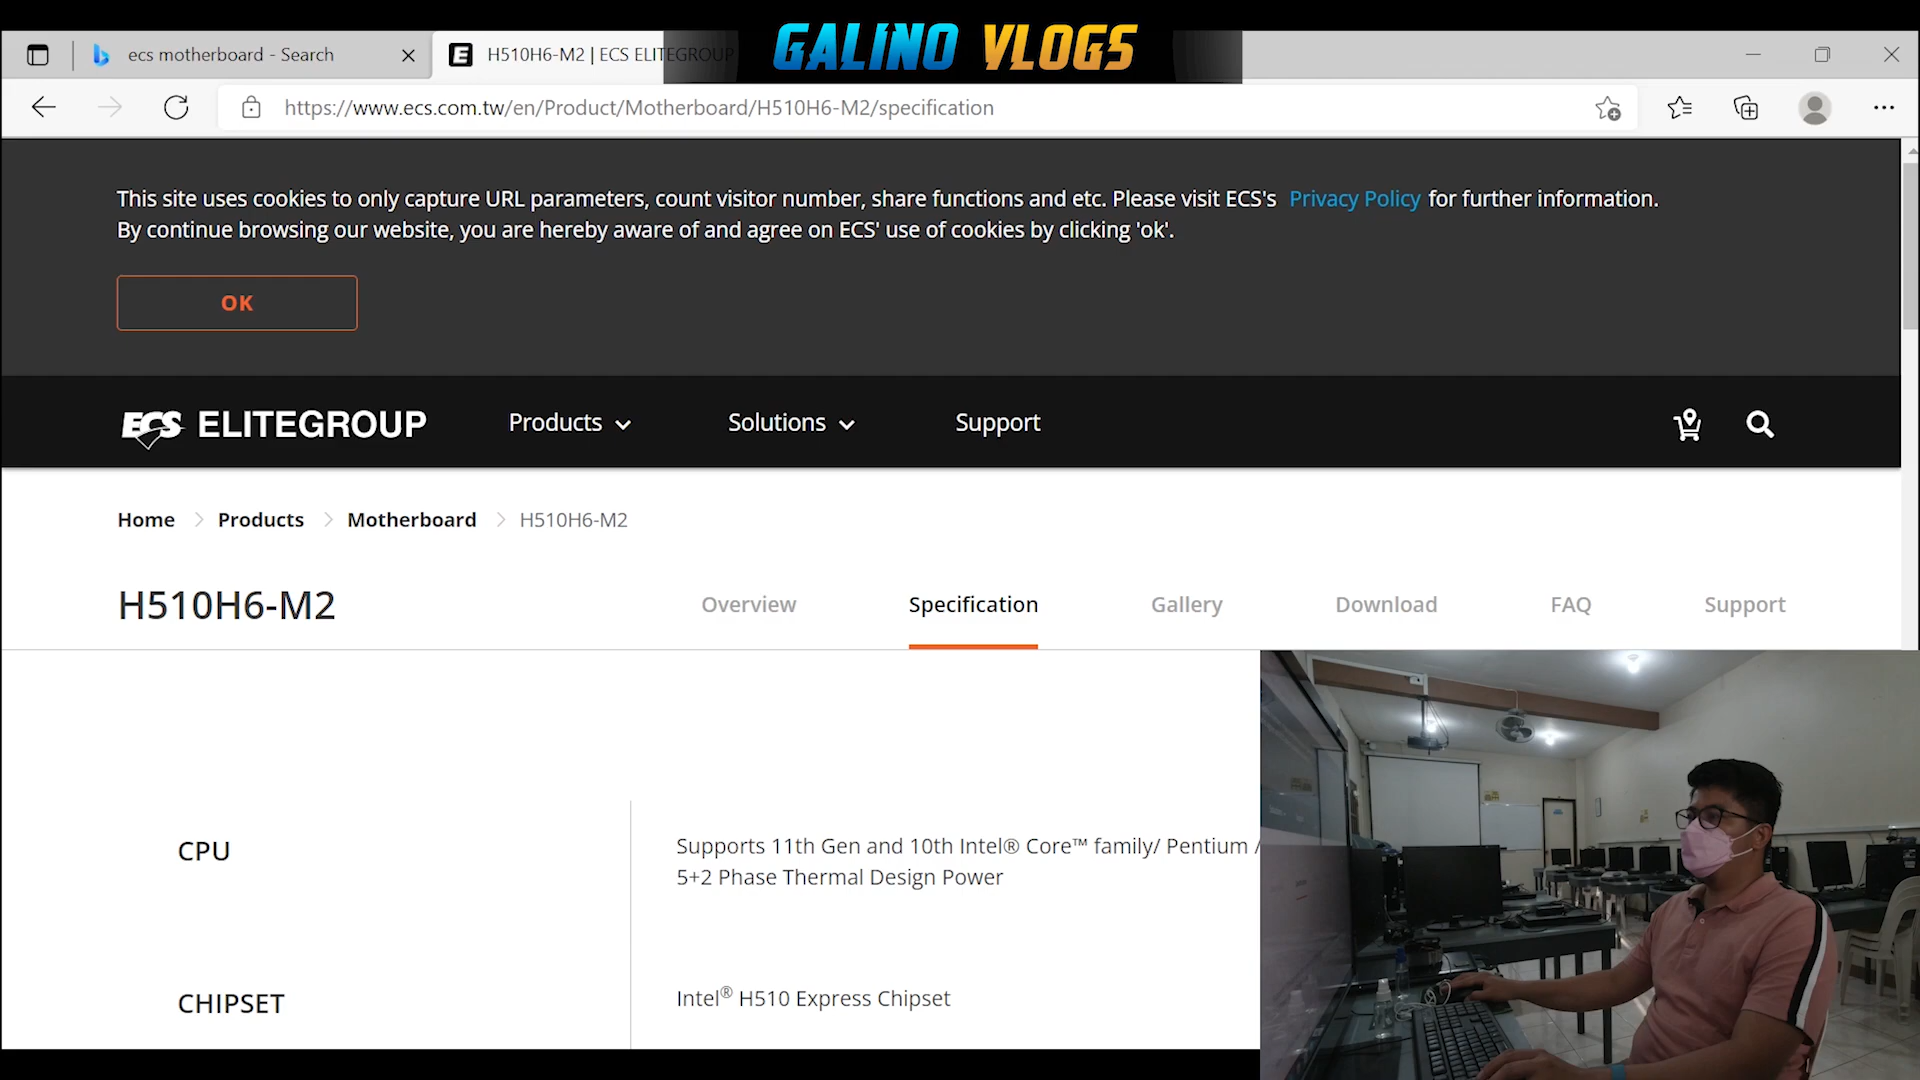 GALINO VLOGS
ecs motherboard - Search
H510H6-M2 | ECS ELITEGROUP
https://www.ecs.com.tw/en/Product/Motherboard/H510H6-M2/specification
This site uses cookies to only capture URL parameters, count visitor number, share functions and etc. Please visit ECS's Privacy Policy for further information.
By continue browsing our website, you are hereby aware of and agree on ECS' use of cookies by clicking 'ok'.
OK
ECS ELITEGROUP
Products
Solutions
Support
Home
Products
Motherboard
H510H6-M2
H510H6-M2
Overview
Specification
Gallery
Download
FAQ
Support
CPU
Supports 11th Gen and 10th Intel® Core™ family/ Pentium /
5+2 Phase Thermal Design Power
CHIPSET
Intel® H510 Express Chipset